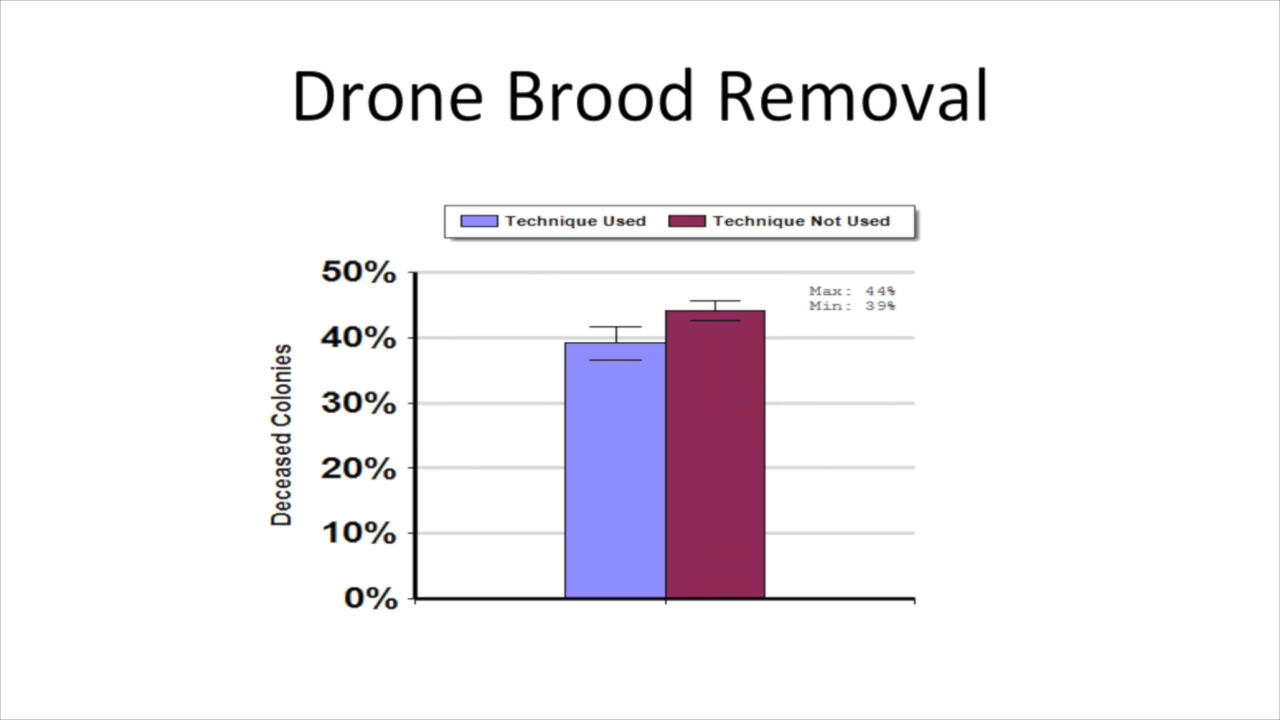 Drone Brood Removal
Technique Used
Technique Not Used
50%
Max: 44%
Min: 39%
40%
30%
20%
10%
0%
Deceased Colonies